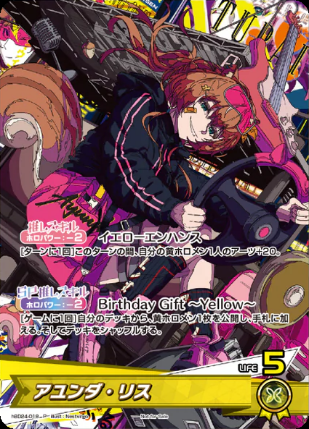 推しスキル
ホロパワー：－2
イエローエンハンス
[ターンに1回]このターンの間、自分の黄ホロメン1人のアーツ+20。
SP推しスキル
ホロパワー：－2
Birthday Gift ～Yellow～
[ゲームに1回]自分のデッキから、黄ホロメン1枚を公開し、手札に加
える。そしてデッキをシャッフルする。
LIFE 5
アユンダ・リス
Not for Sale